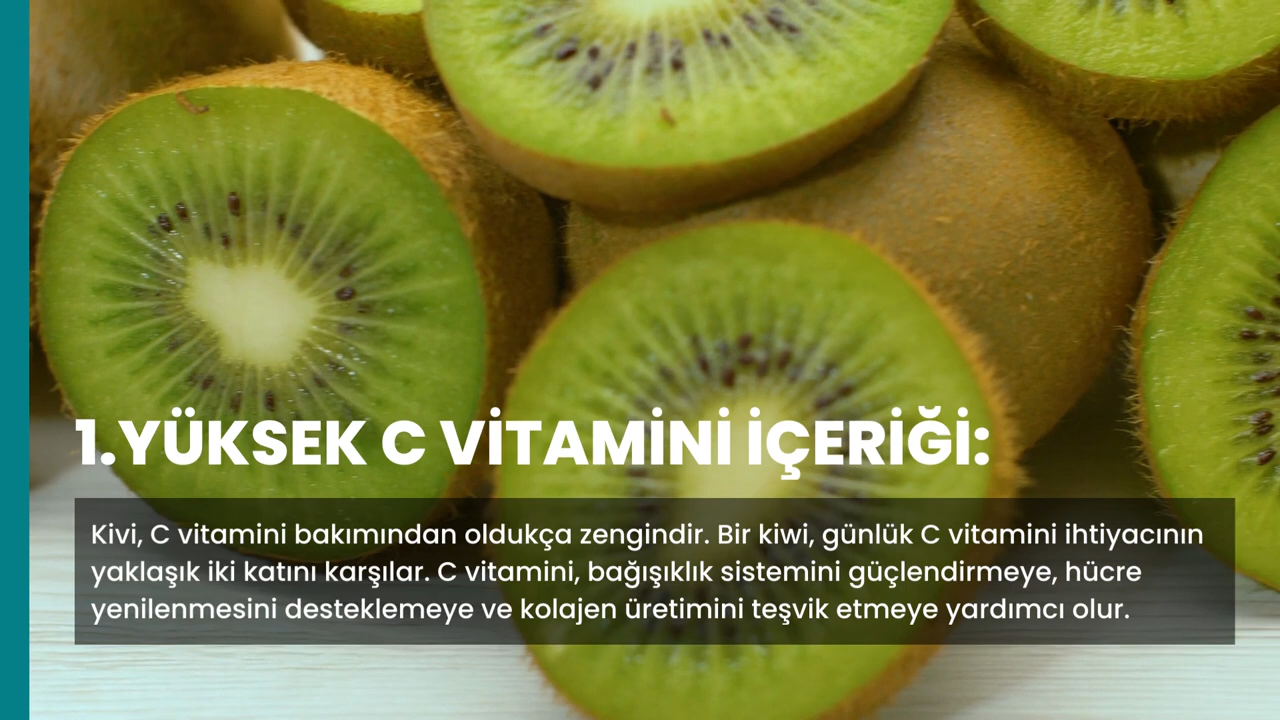 1.YÜKSEK C VİTAMİNİ İÇERİĞİ:
Kivi, C vitamini bakımından oldukça zengindir. Bir kiwi, günlük C vitamini ihtiyacının
yaklaşık iki katını karşılar. C vitamini, bağışıklık sistemini güçlendirmeye, hücre
yenilenmesini desteklemeye ve kolajen üretimini teşvik etmeye yardımcı olur.